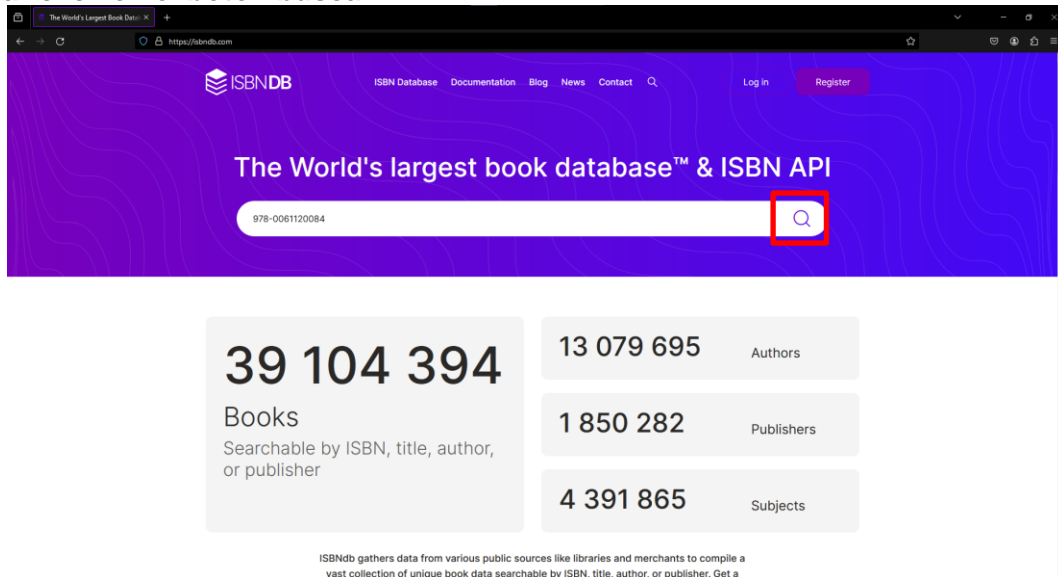 The World's Largest Book Datab
https://isbndb.com
ISBNDB
ISBN Database Documentation Blog News Contact
Log in Register
The World's largest book database™ & ISBN API
978-0061120084
39 104 394
Books
Searchable by ISBN, title, author,
or publisher
13 079 695 Authors
1 850 282 Publishers
4 391 865 Subjects
ISBNdb gathers data from various public sources like libraries and merchants to compile a
vast collection of unique book data searchable by ISBN, title, author, or publisher. Get a